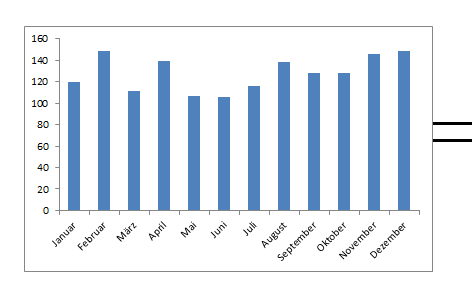 160
140
120
100
80
60
40
20
0
Januar
Februar
März
April
Mai
Juni
Juli
August
September
Oktober
November
Dezember